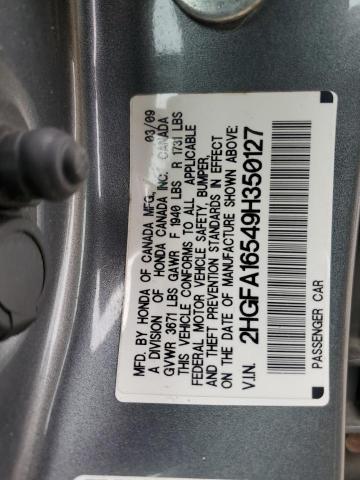 MFD. BY HONDA OF CANADA MFG., 03/09
A DIVISION OF HONDA CANADA INC. CANADA
GVWR 3671 LBS GAWR F 1940 LBS R 1731 LBS
THIS VEHICLE CONFORMS TO ALL APPLICABLE
FEDERAL MOTOR VEHICLE SAFETY, BUMPER,
AND THEFT PREVENTION STANDARDS IN EFFECT
ON THE DATE OF MANUFACTURE SHOWN ABOVE.
V.I.N. 2HGFA16549H350127
PASSENGER CAR